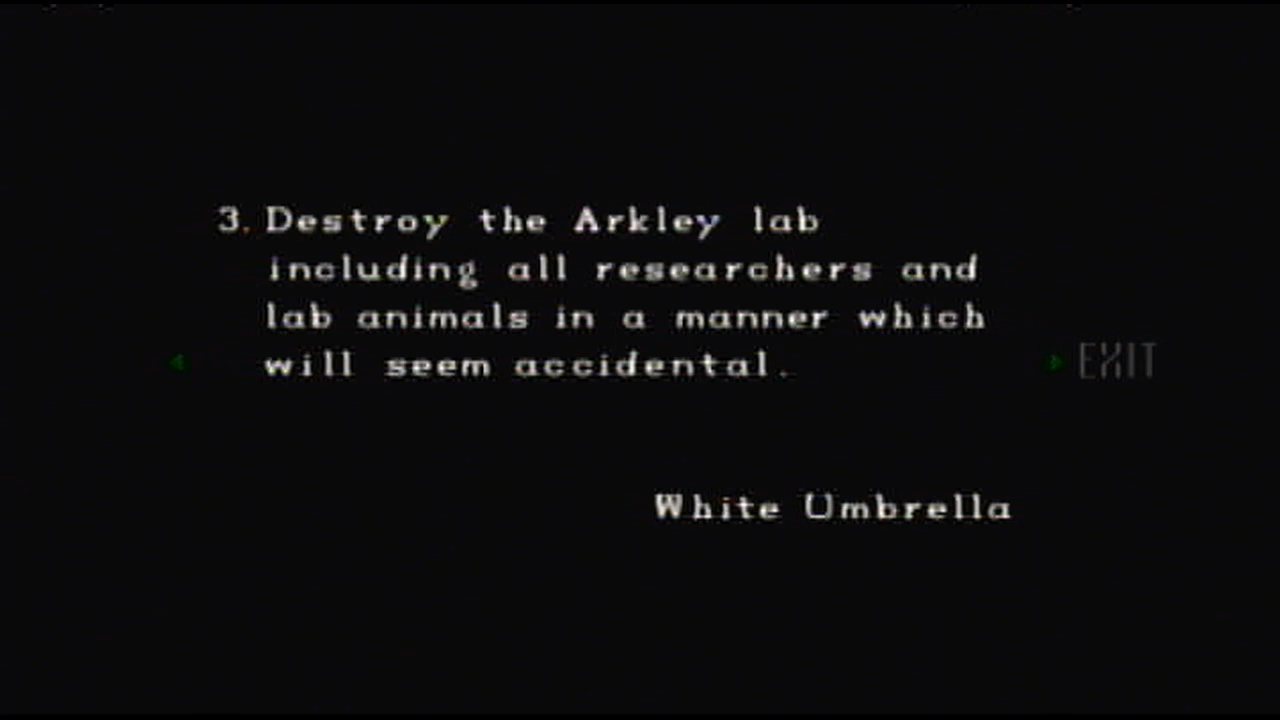 3. Destroy the Arkley lab
including all researchers and
lab animals in a manner which
will seem accidental.
EXIT
White Umbrella